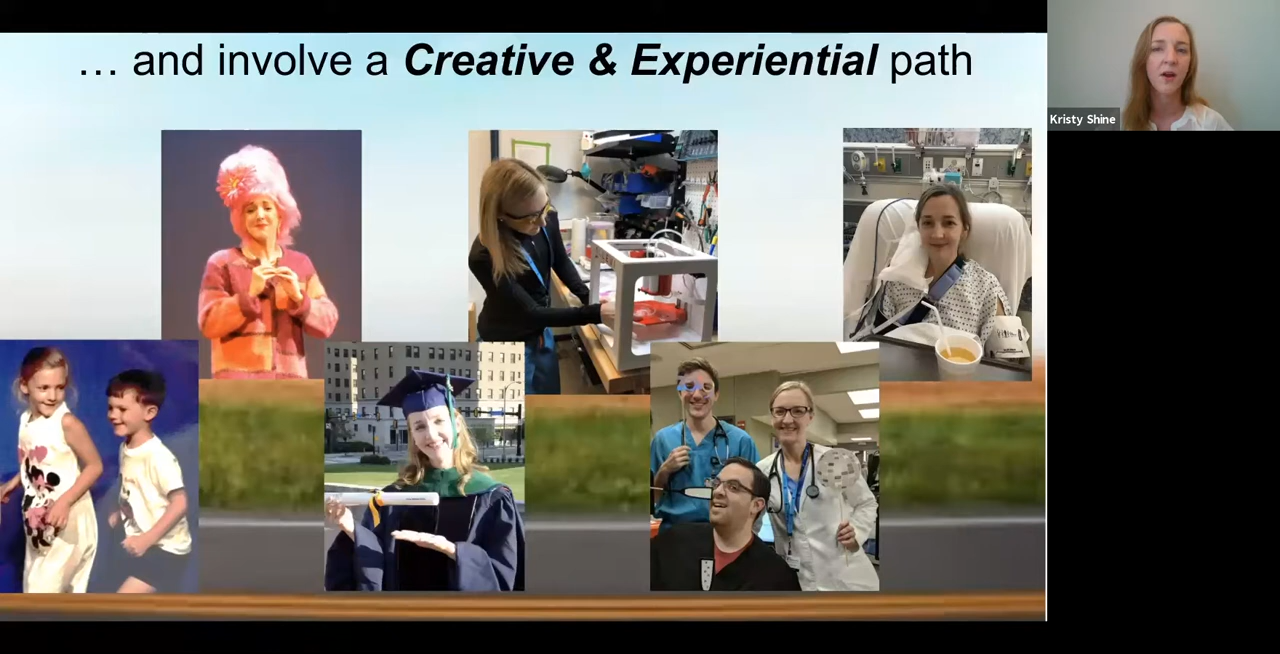 … and involve a Creative & Experiential path
Kristy Shine